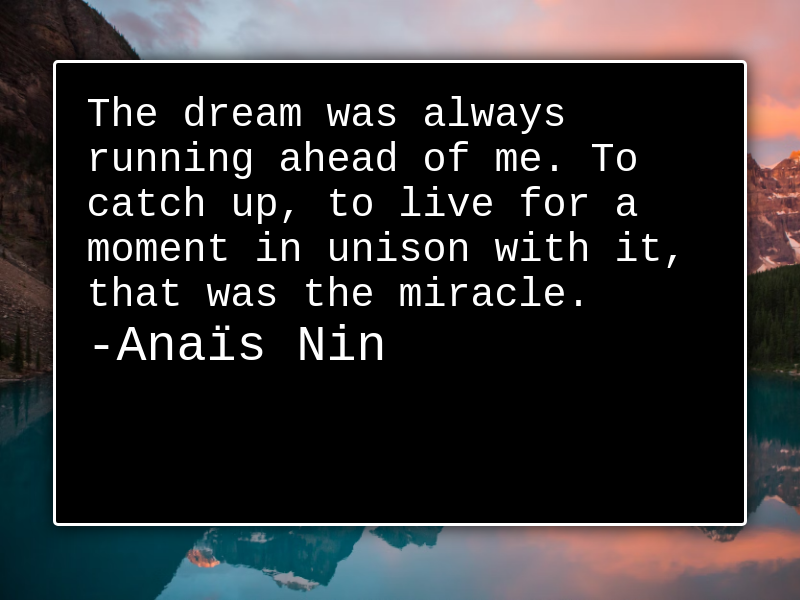 The dream was always
running ahead of me. To
catch up, to live for a
moment in unison with it,
that was the miracle.
-Anaïs Nin